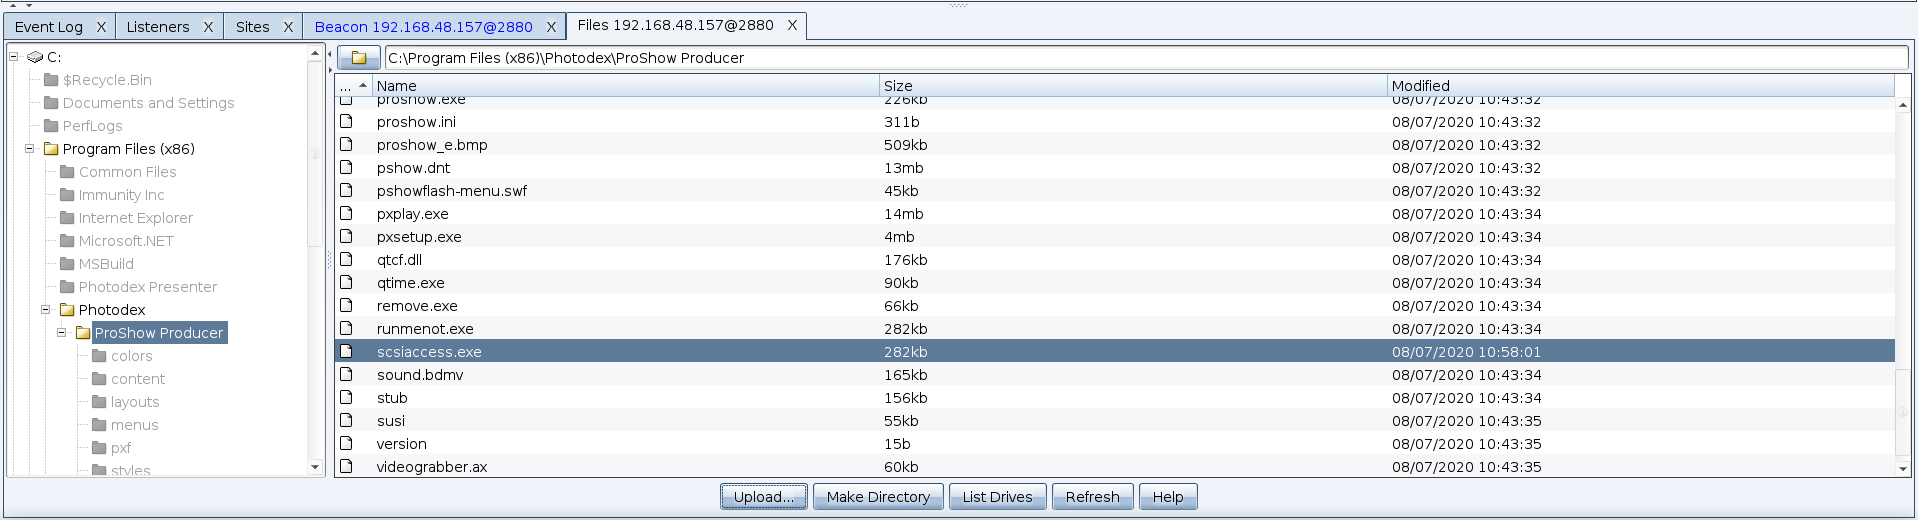 Event Log X Listeners X Sites X Beacon 192.168.48.157@2880 X Files 192.168.48.157@2880 X
C:
$Recycle.Bin
Documents and Settings
PerfLogs
Program Files (x86)
Common Files
Immunity Inc
Internet Explorer
Microsoft.NET
MSBuild
Photodex Presenter
Photodex
ProShow Producer
colors
content
layouts
menus
pxf
styles
C:\Program Files (x86)\Photodex\ProShow Producer
... Name Size Modified
proshow.exe 226kb 08/07/2020 10:43:32
proshow.ini 311b 08/07/2020 10:43:32
proshow_e.bmp 509kb 08/07/2020 10:43:32
pshow.dnt 13mb 08/07/2020 10:43:32
pshowflash-menu.swf 45kb 08/07/2020 10:43:32
pxplay.exe 14mb 08/07/2020 10:43:34
pxsetup.exe 4mb 08/07/2020 10:43:34
qtcf.dll 176kb 08/07/2020 10:43:34
qtime.exe 90kb 08/07/2020 10:43:34
remove.exe 66kb 08/07/2020 10:43:34
runmenot.exe 282kb 08/07/2020 10:43:34
scsiaccess.exe 282kb 08/07/2020 10:58:01
sound.bdmv 165kb 08/07/2020 10:43:34
stub 156kb 08/07/2020 10:43:34
susi 55kb 08/07/2020 10:43:35
version 15b 08/07/2020 10:43:35
videograbber.ax 60kb 08/07/2020 10:43:35
Upload... Make Directory List Drives Refresh Help